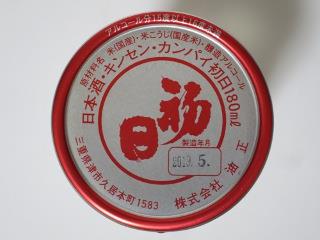 アルコール分15度以上16度未満
原材料名 米(国産)・米こうじ(国産米)・醸造アルコール
日本酒・キンセン・カンパイ初日180ml
初日
製造年月
2019. 5.
三重県津市久居本町1583
株式会社 油正